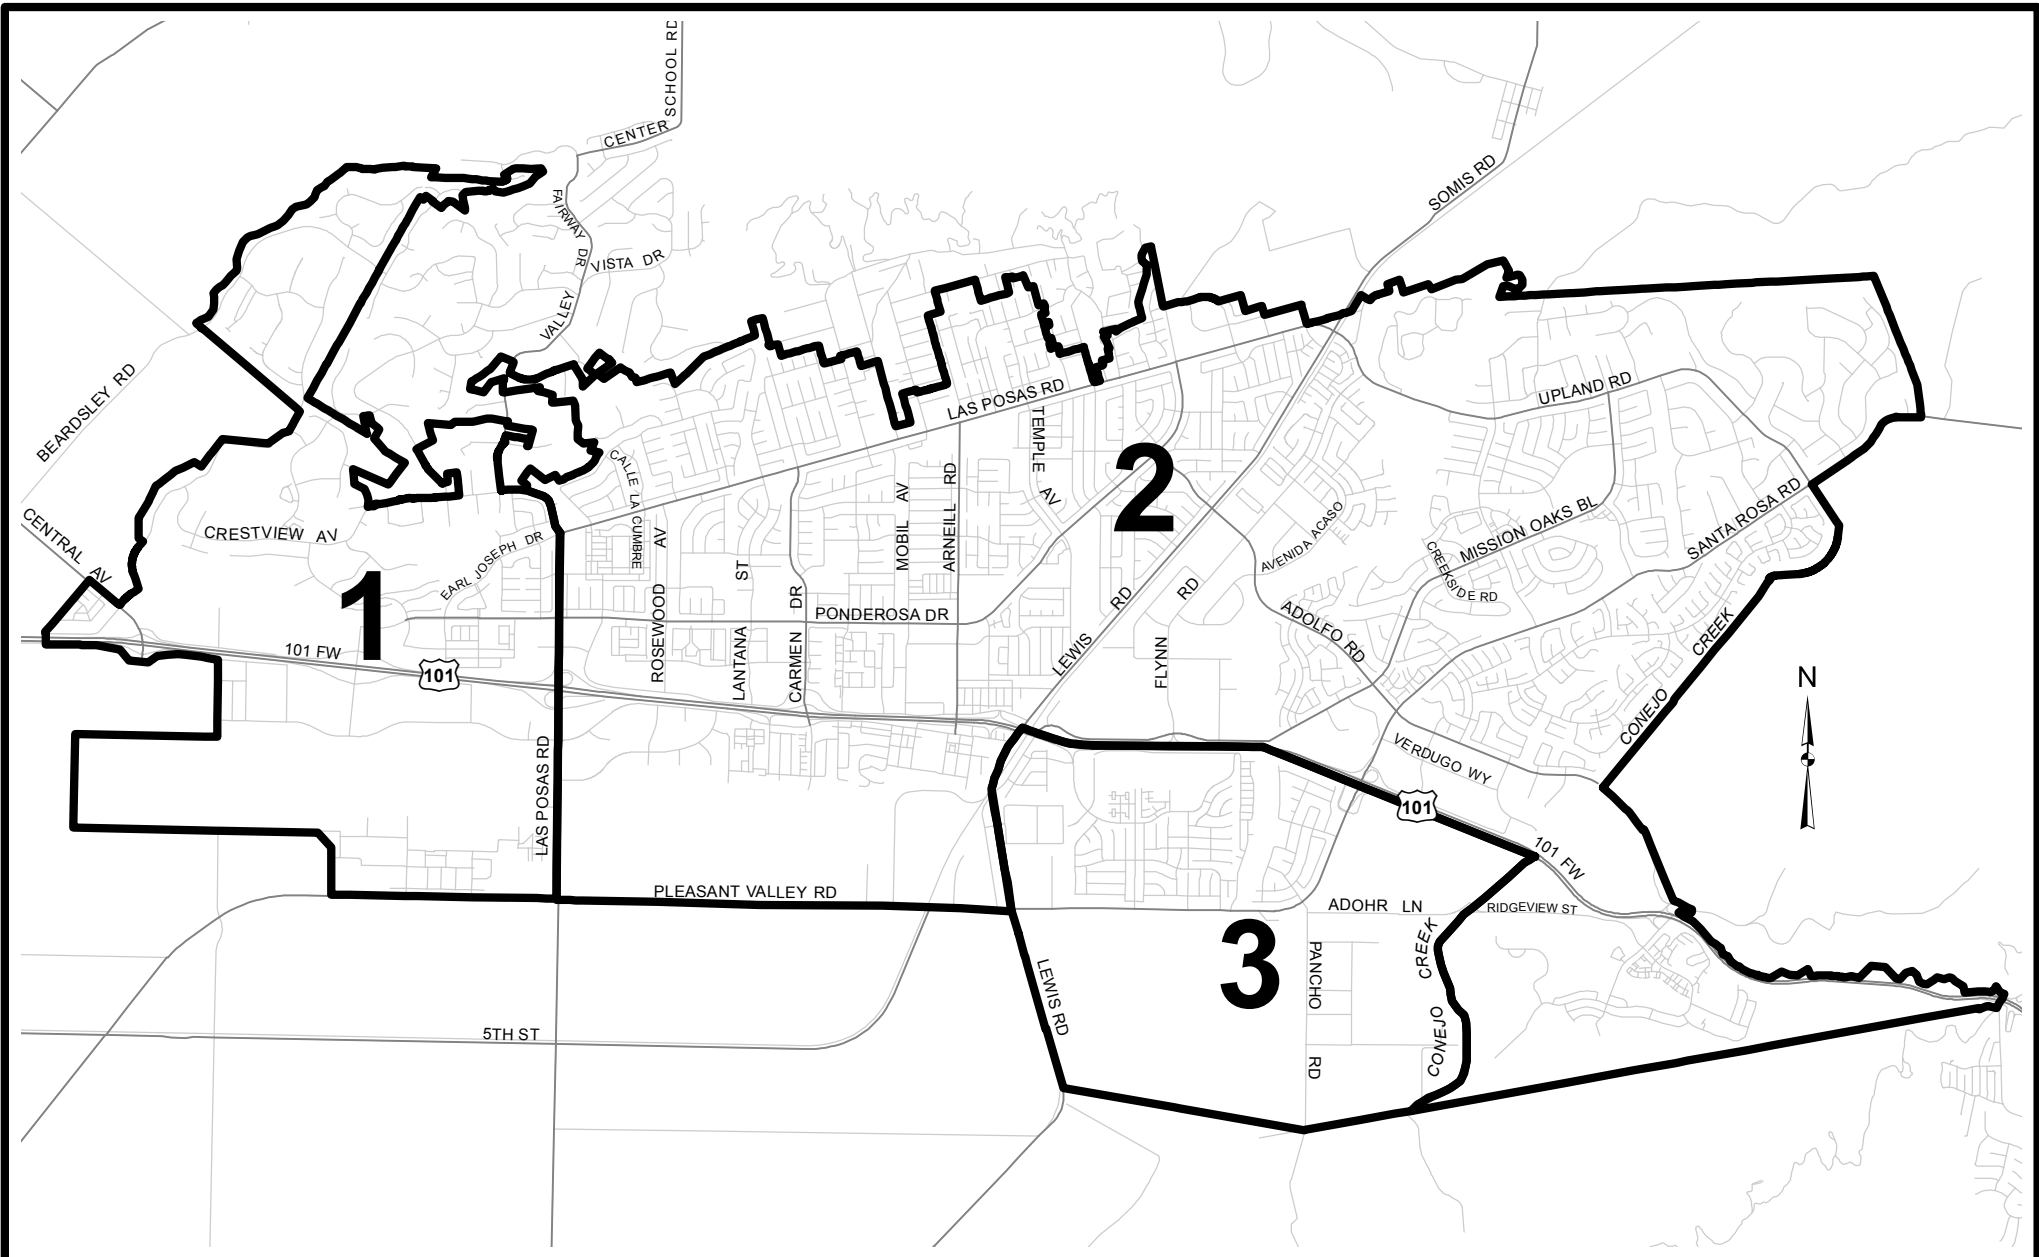 SCHOOL RD
CENTER
SOMIS RD
FAIRWAY DR
VISTA DR
VALLEY
BEARDSLEY RD
UPLAND RD
LAS POSAS RD
TEMPLE AV
2
CALLE LA CUMBRE
MOBIL AV
ARNEILL RD
CENTRAL AV
CRESTVIEW AV
EARL JOSEPH DR
AVENIDA ACASO
MISSION OAKS BL
SANTA ROSA RD
CREEKSIDE RD
1
ROSEWOOD AV
LANTANA ST
CARMEN DR
PONDEROSA DR
LEWIS RD
FLYNN RD
ADOLFO RD
CONEJO CREEK
101 FW
101
N
LAS POSAS RD
VERDUGO WY
101
101 FW
PLEASANT VALLEY RD
ADOHR LN
RIDGEVIEW ST
3
LEWIS RD
PANCHO RD
CONEJO CREEK
5TH ST